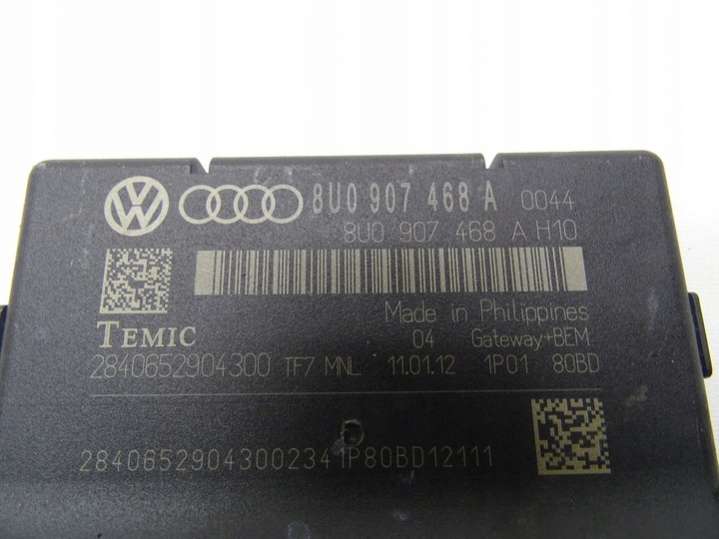 8U0 907 468 A 0044
8U0 907 468 A H10
Made in Philippines
TEMIC 04 Gateway+BEM
2840652904300 TF7 MNL 11.01.12 1P01 80BD
28406529043002341P80BD12111